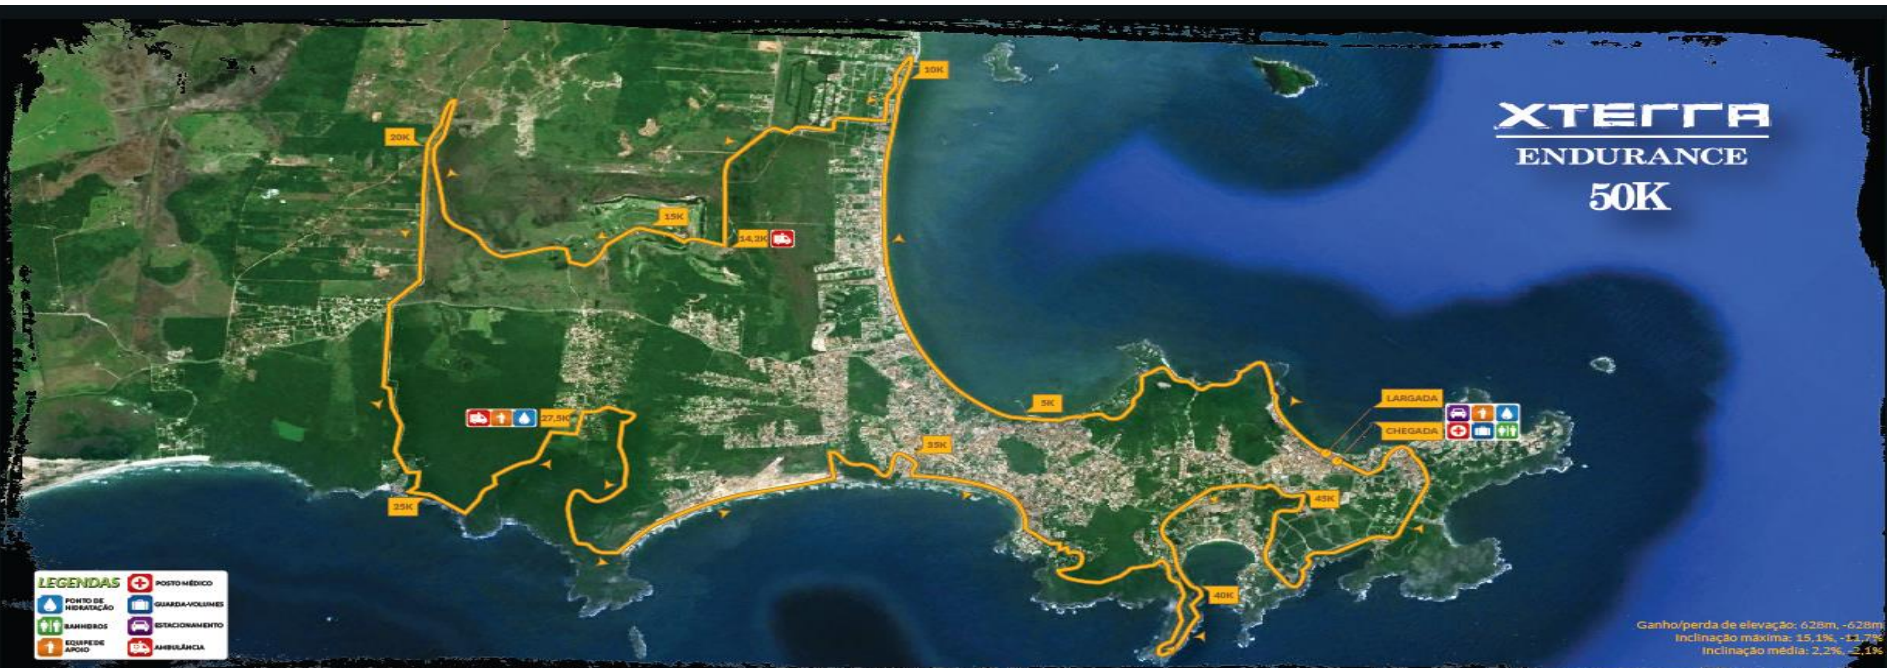 XTERRA
ENDURANCE
50K
10K
20K
15K
14,2K
5K
LARGADA
CHEGADA
27,5K
35K
25K
45K
40K
LEGENDAS
PONTO DE
HIDRATAÇÃO
BANHEIROS
EQUIPE DE
APOIO
POSTO MÉDICO
GUARDA-VOLUMES
ESTACIONAMENTO
AMBULÂNCIA
Ganho/perda de elevação: 628m, -628m
Inclinação máxima: 15,1%, -11,7%
Inclinação média: 2,2%, -2,1%